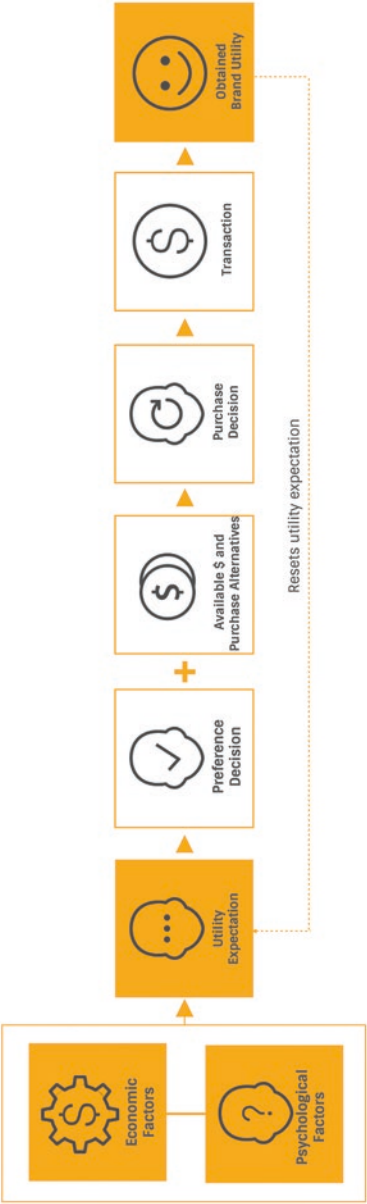 Economic
Factors
Psychological
Factors
Utility
Expectation
Preference
Decision
+
Available $ and
Purchase Alternatives
Purchase
Decision
Transaction
Obtained
Brand Utility
Resets utility expectation